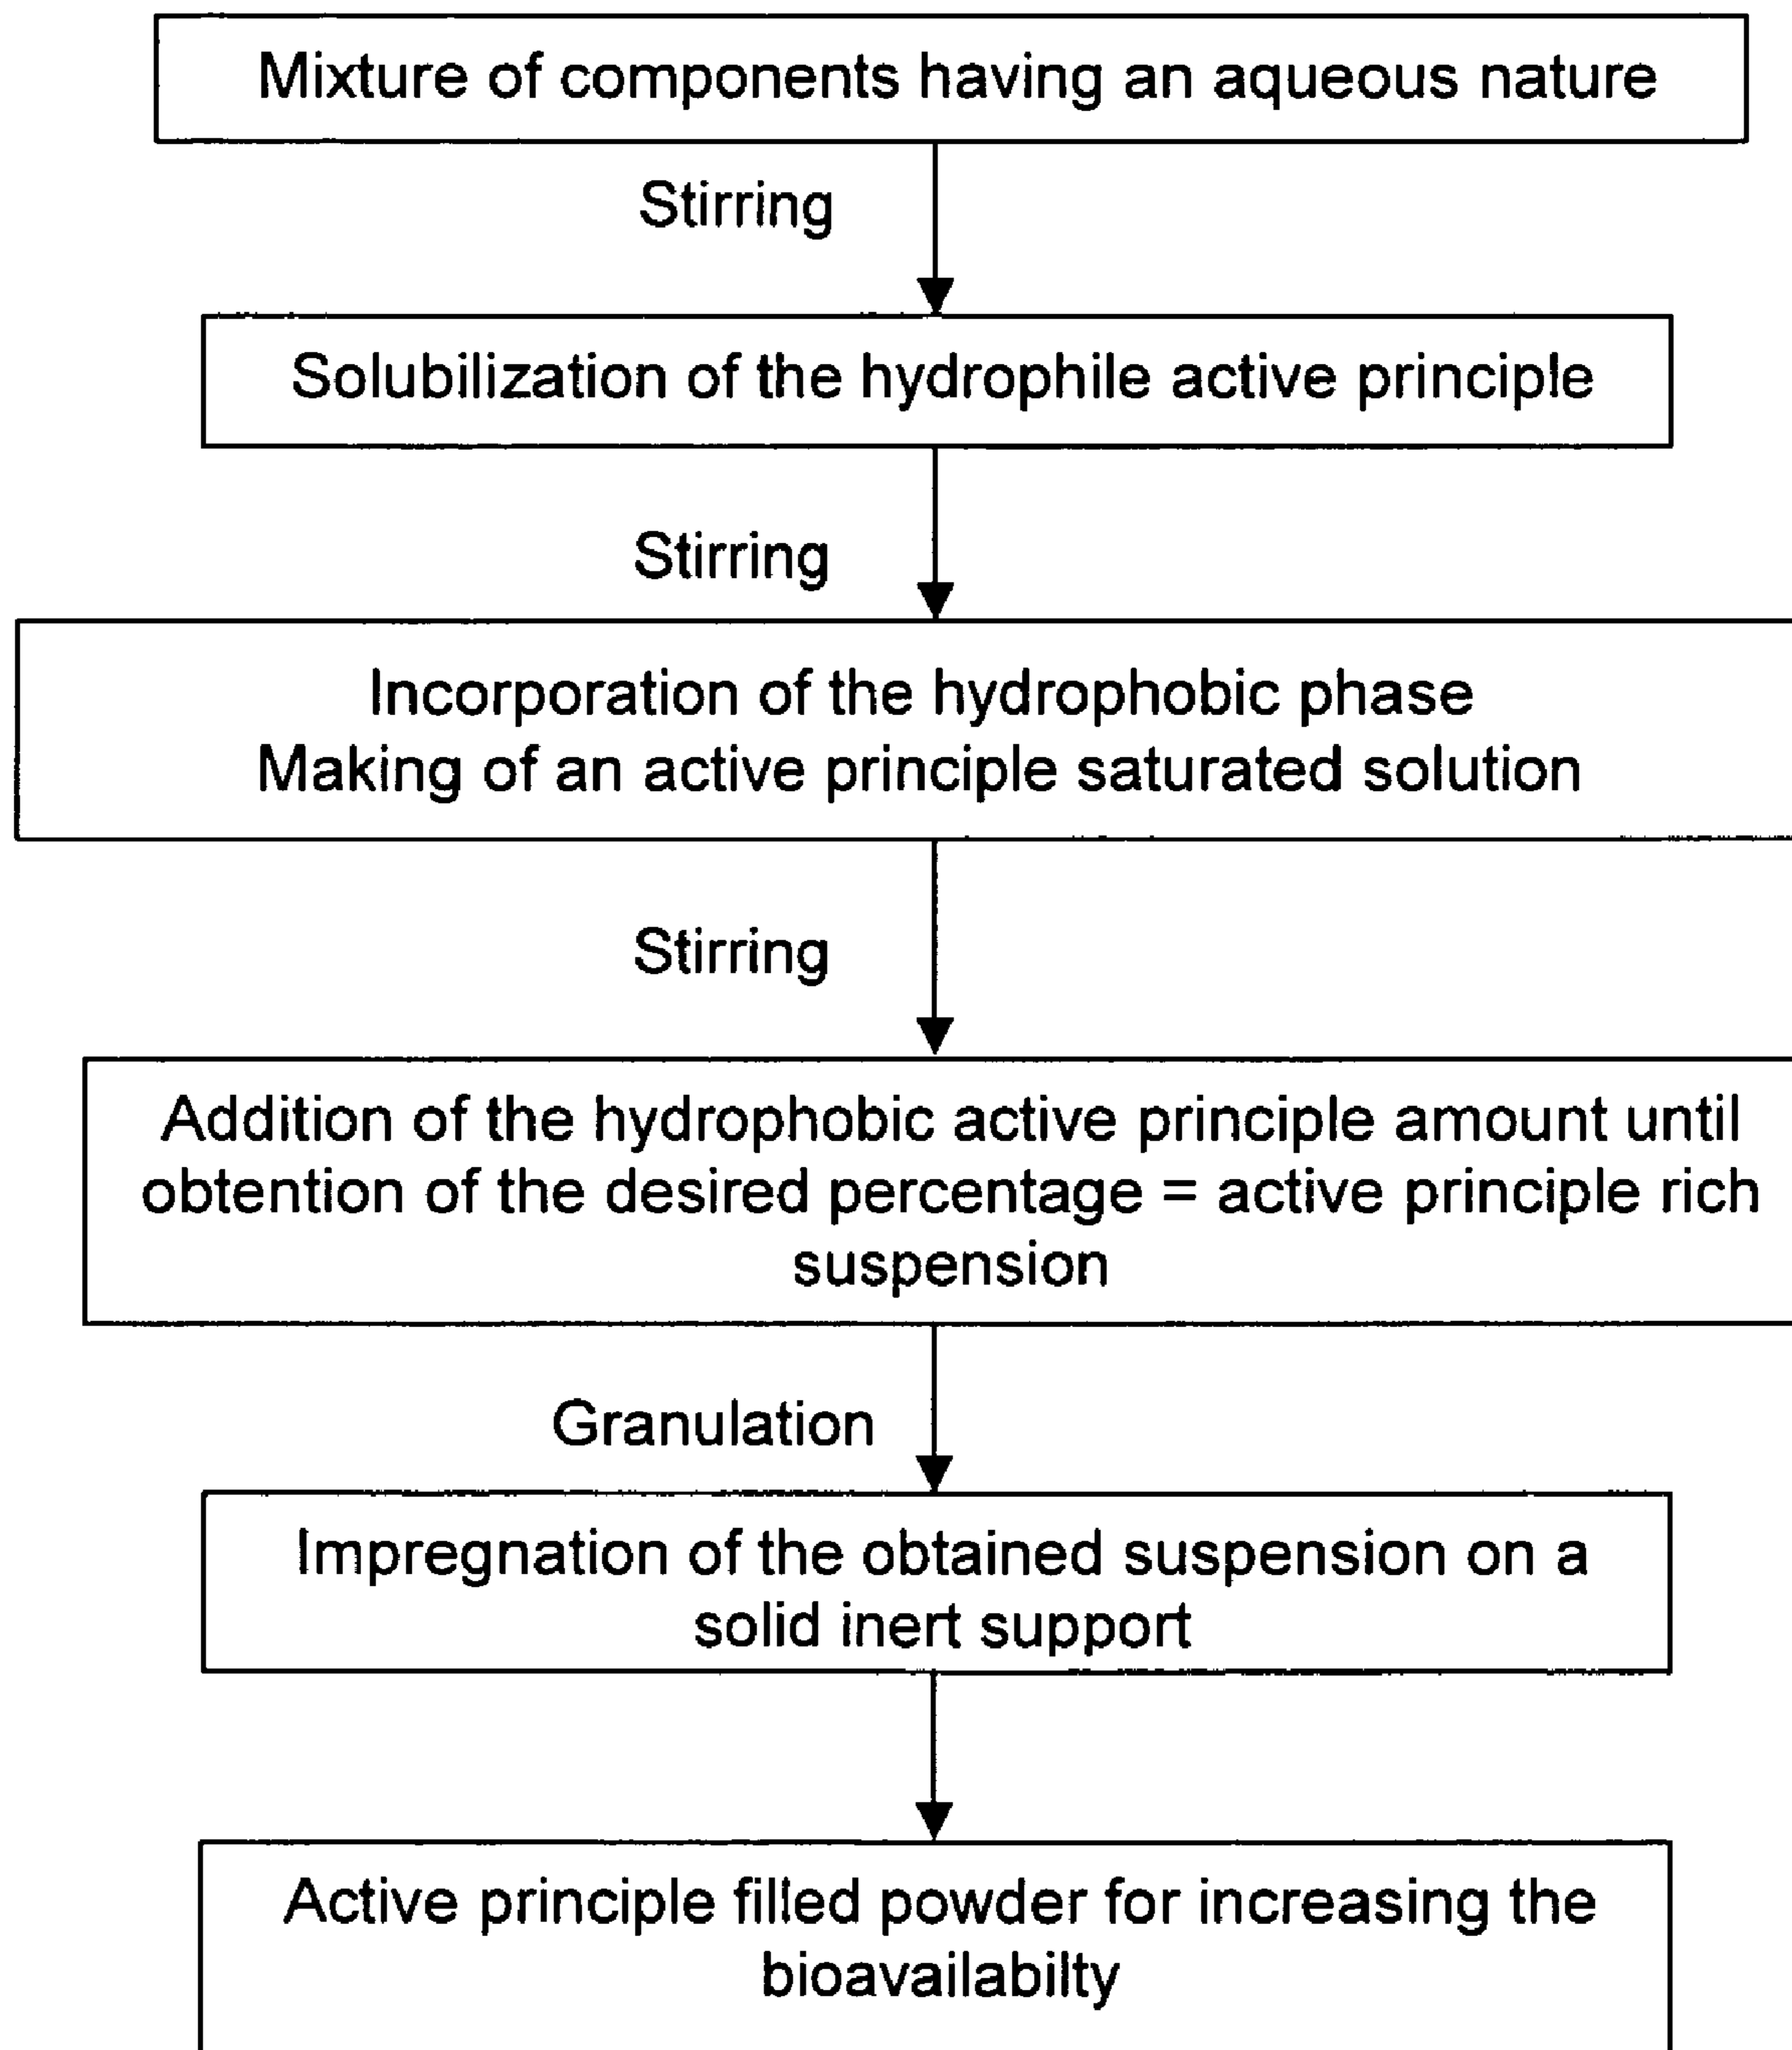 Mixture of components having an aqueous nature
Stirring
Solubilization of the hydrophile active principle
Stirring
Incorporation of the hydrophobic phase
Making of an active principle saturated solution
Stirring
Addition of the hydrophobic active principle amount until
obtention of the desired percentage = active principle rich
suspension
Granulation
Impregnation of the obtained suspension on a
solid inert support
Active principle filled powder for increasing the
bioavailabilty